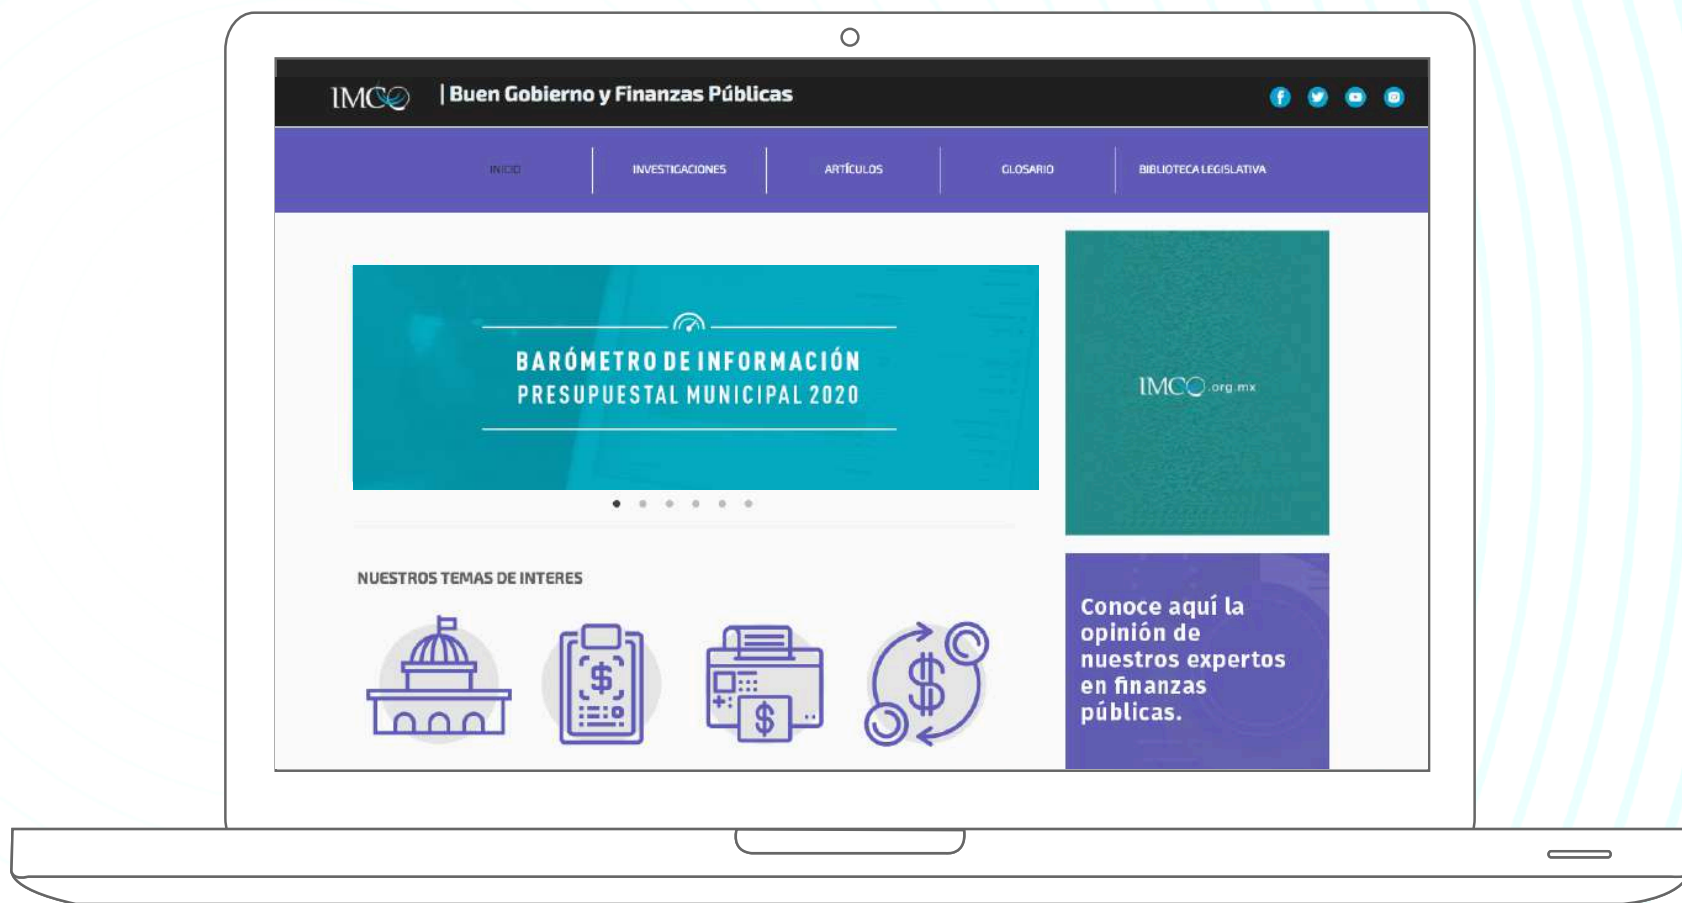 IMCO | Buen Gobierno y Finanzas Públicas
INICIO
INVESTIGACIONES
ARTÍCULOS
GLOSARIO
BIBLIOTECA LEGISLATIVA
BARÓMETRO DE INFORMACIÓN
PRESUPUESTAL MUNICIPAL 2020
IMCO.org.mx
NUESTROS TEMAS DE INTERES
Conoce aquí la
opinión de
nuestros expertos
en finanzas
públicas.